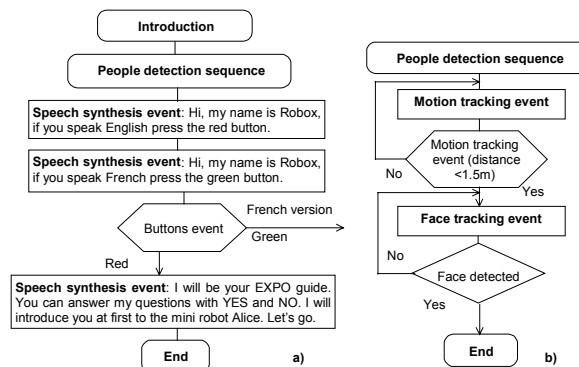 Introduction
People detection sequence
Speech synthesis event: Hi, my name is Robox,
if you speak English press the red button.
Speech synthesis event: Hi, my name is Robox,
if you speak French press the green button.
Buttons event
French version
Green
Red
Speech synthesis event: I will be your EXPO guide.
You can answer my questions with YES and NO. I will
introduce you at first to the mini robot Alice. Let's go.
End
a)
People detection sequence
Motion tracking event
Motion tracking
event (distance
<1.5m)
No
Yes
Face tracking event
No
Face detected
Yes
End
b)